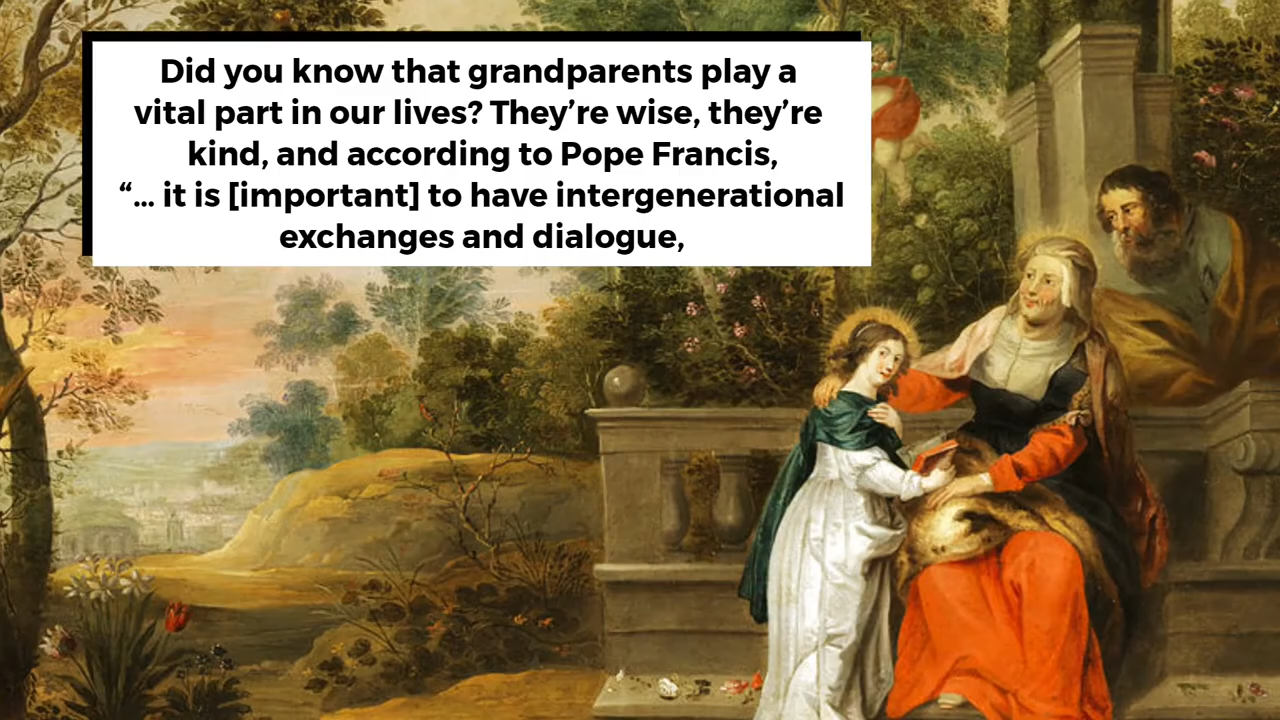 Did you know that grandparents play a
vital part in our lives? They’re wise, they’re
kind, and according to Pope Francis,
“... it is [important] to have intergenerational
exchanges and dialogue,